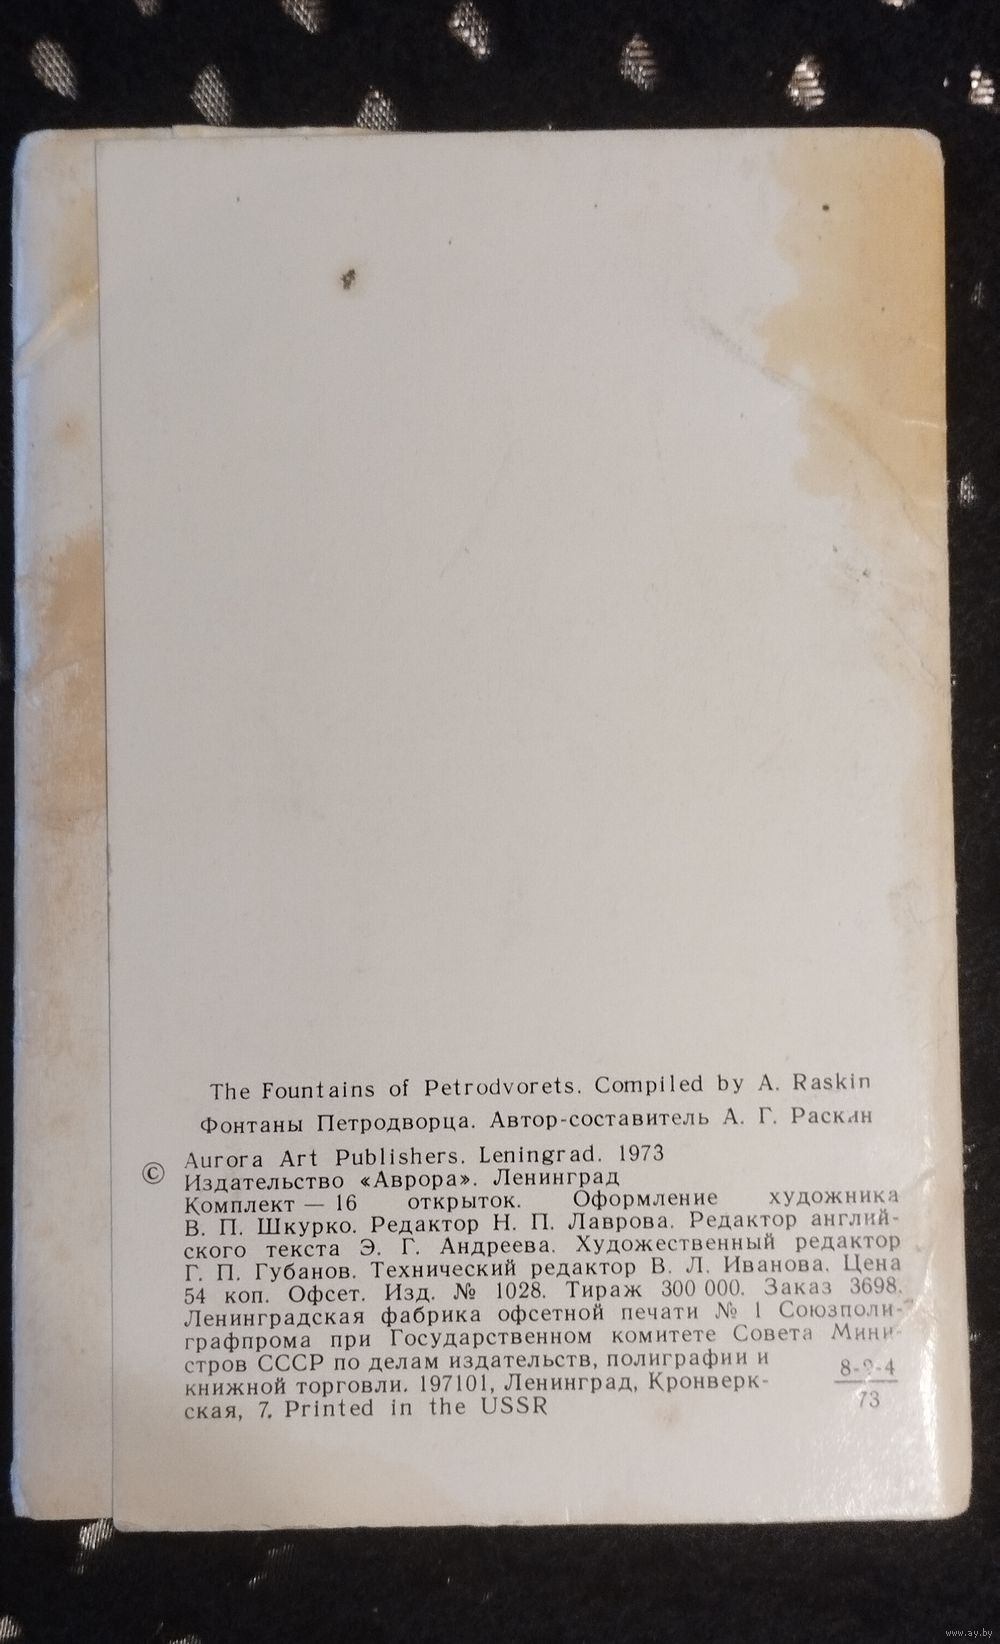 The Fountains of Petrodvorets. Compiled by A. Raskin
Фонтаны Петродворца. Автор-составитель А. Г. Раскин
© Aurora Art Publishers. Leningrad. 1973
Издательство «Аврора». Ленинград
Комплект — 16 открыток. Оформление художника
В. П. Шкурко. Редактор Н. П. Лаврова. Редактор англий-
ского текста Э. Г. Андреева. Художественный редактор
Г. П. Губанов. Технический редактор В. Л. Иванова. Цена
54 коп. Офсет. Изд. № 1028. Тираж 300 000. Заказ 3698.
Ленинградская фабрика офсетной печати № 1 Союзполи-
графпрома при Государственном комитете Совета Мини-
стров СССР по делам издательств, полиграфии и
книжной торговли. 197101, Ленинград, Кронверк-
ская, 7. Printed in the USSR
73
www.ay.by